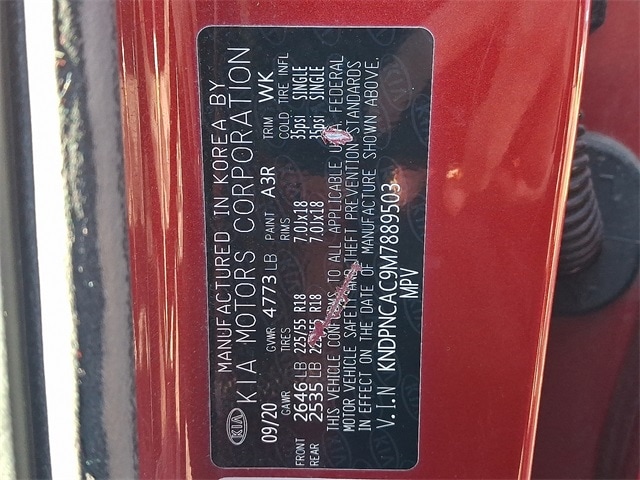 MANUFACTURED IN KOREA BY
KIA KIA MOTORS CORPORATION
09/20 GVWR 4773 LB PAINT A3R TRIM WK
GAWR TIRES RIMS COLD TIRE INFL
FRONT 2646 LB 225/55 R18 7.0Jx18 35psi SINGLE
REAR 2535 LB R18 7.0Jx18 35psi SINGLE
THIS VEHICLE CONFORMS TO ALL APPLICABLE FEDERAL
MOTOR VEHICLE SAFETY AND THEFT PREVENTION STANDARDS
IN EFFECT ON THE DATE OF MANUFACTURE SHOWN ABOVE.
V.I.N KNDPNCAC9M7889503
MPV